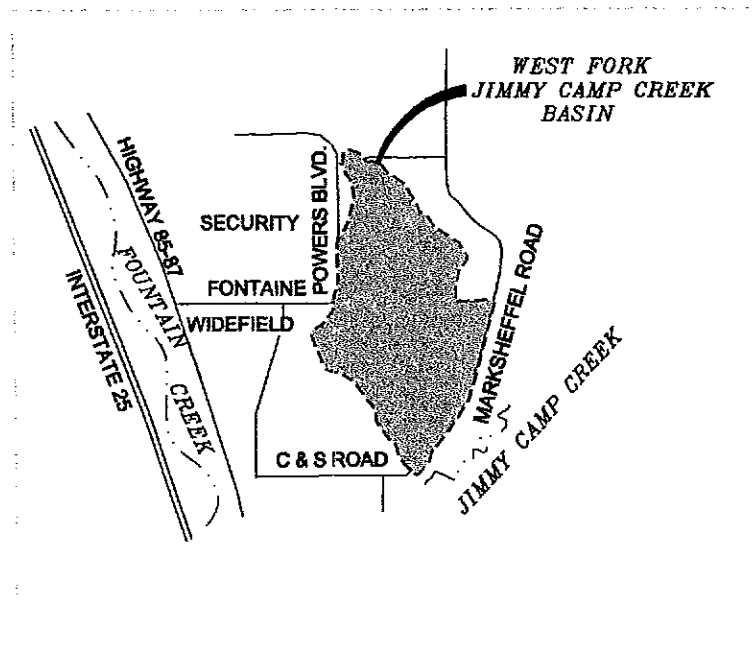 WEST FORK
JIMMY CAMP CREEK
BASIN
HIGHWAY 85-87
POWERS BLVD.
SECURITY
FOUNTAIN
CREEK
FONTAINE
WIDEFIELD
INTERSTATE 25
MARKSHEFFEL ROAD
C & S ROAD
JIMMY CAMP CREEK